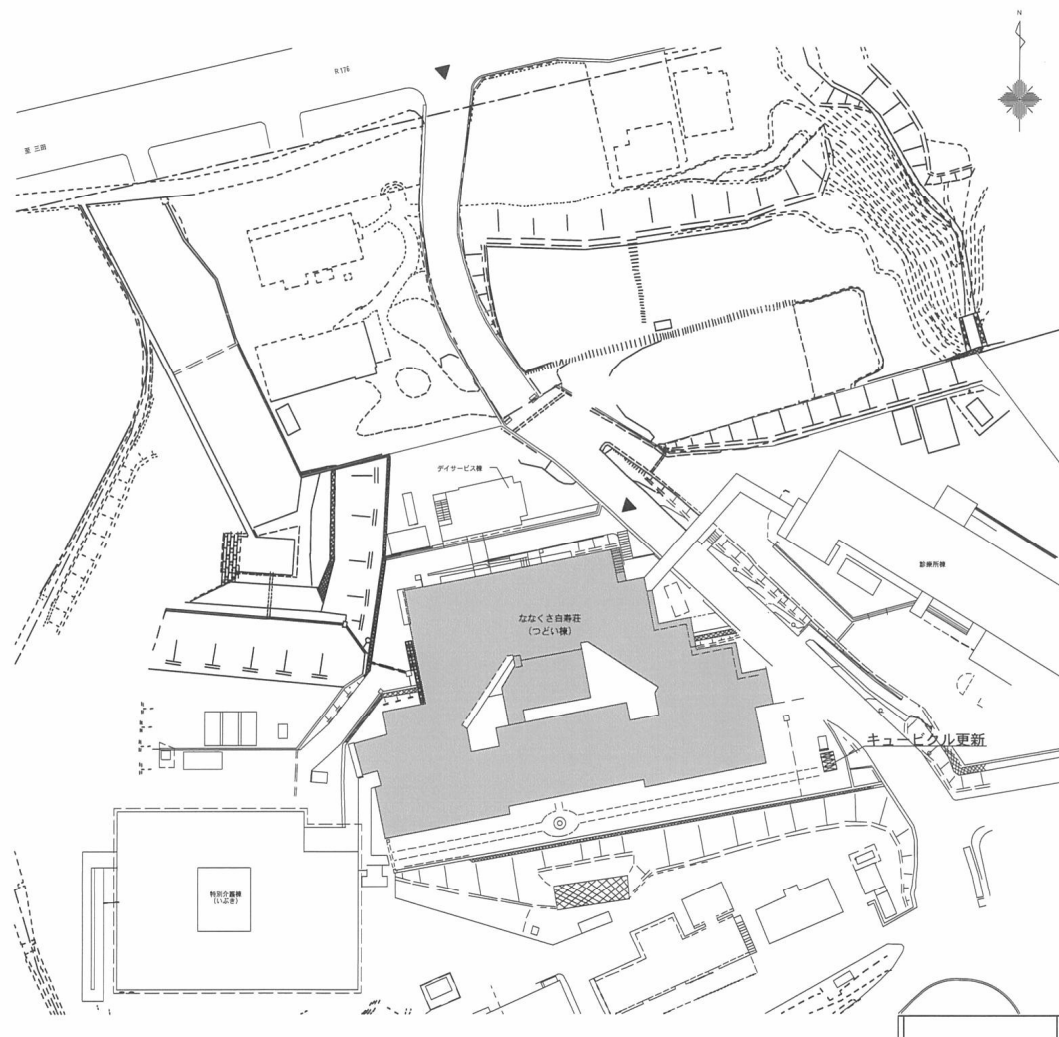 N
R176
至 三田
デイサービス棟
診療所棟
ななくさ白寿荘
(つどい棟)
キュービクル更新
特別介護棟
(いぶき)